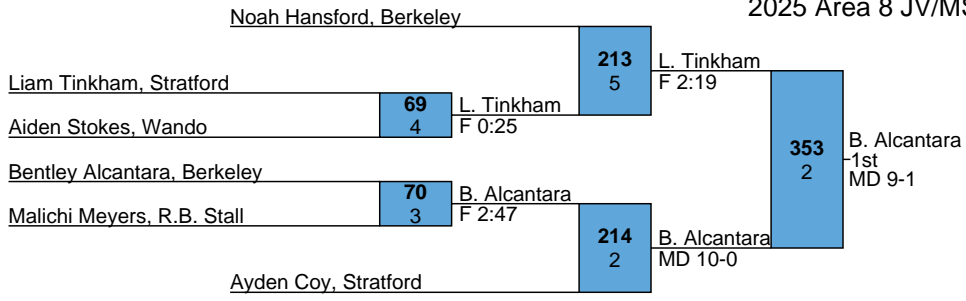 2025 Area 8 JV/MS
Noah Hansford, Berkeley
213
5
L. Tinkham
F 2:19
Liam Tinkham, Stratford
69
4
L. Tinkham
F 0:25
Aiden Stokes, Wando
353
2
B. Alcantara
1st
MD 9-1
Bentley Alcantara, Berkeley
70
3
B. Alcantara
F 2:47
Malichi Meyers, R.B. Stall
214
2
B. Alcantara
MD 10-0
Ayden Coy, Stratford